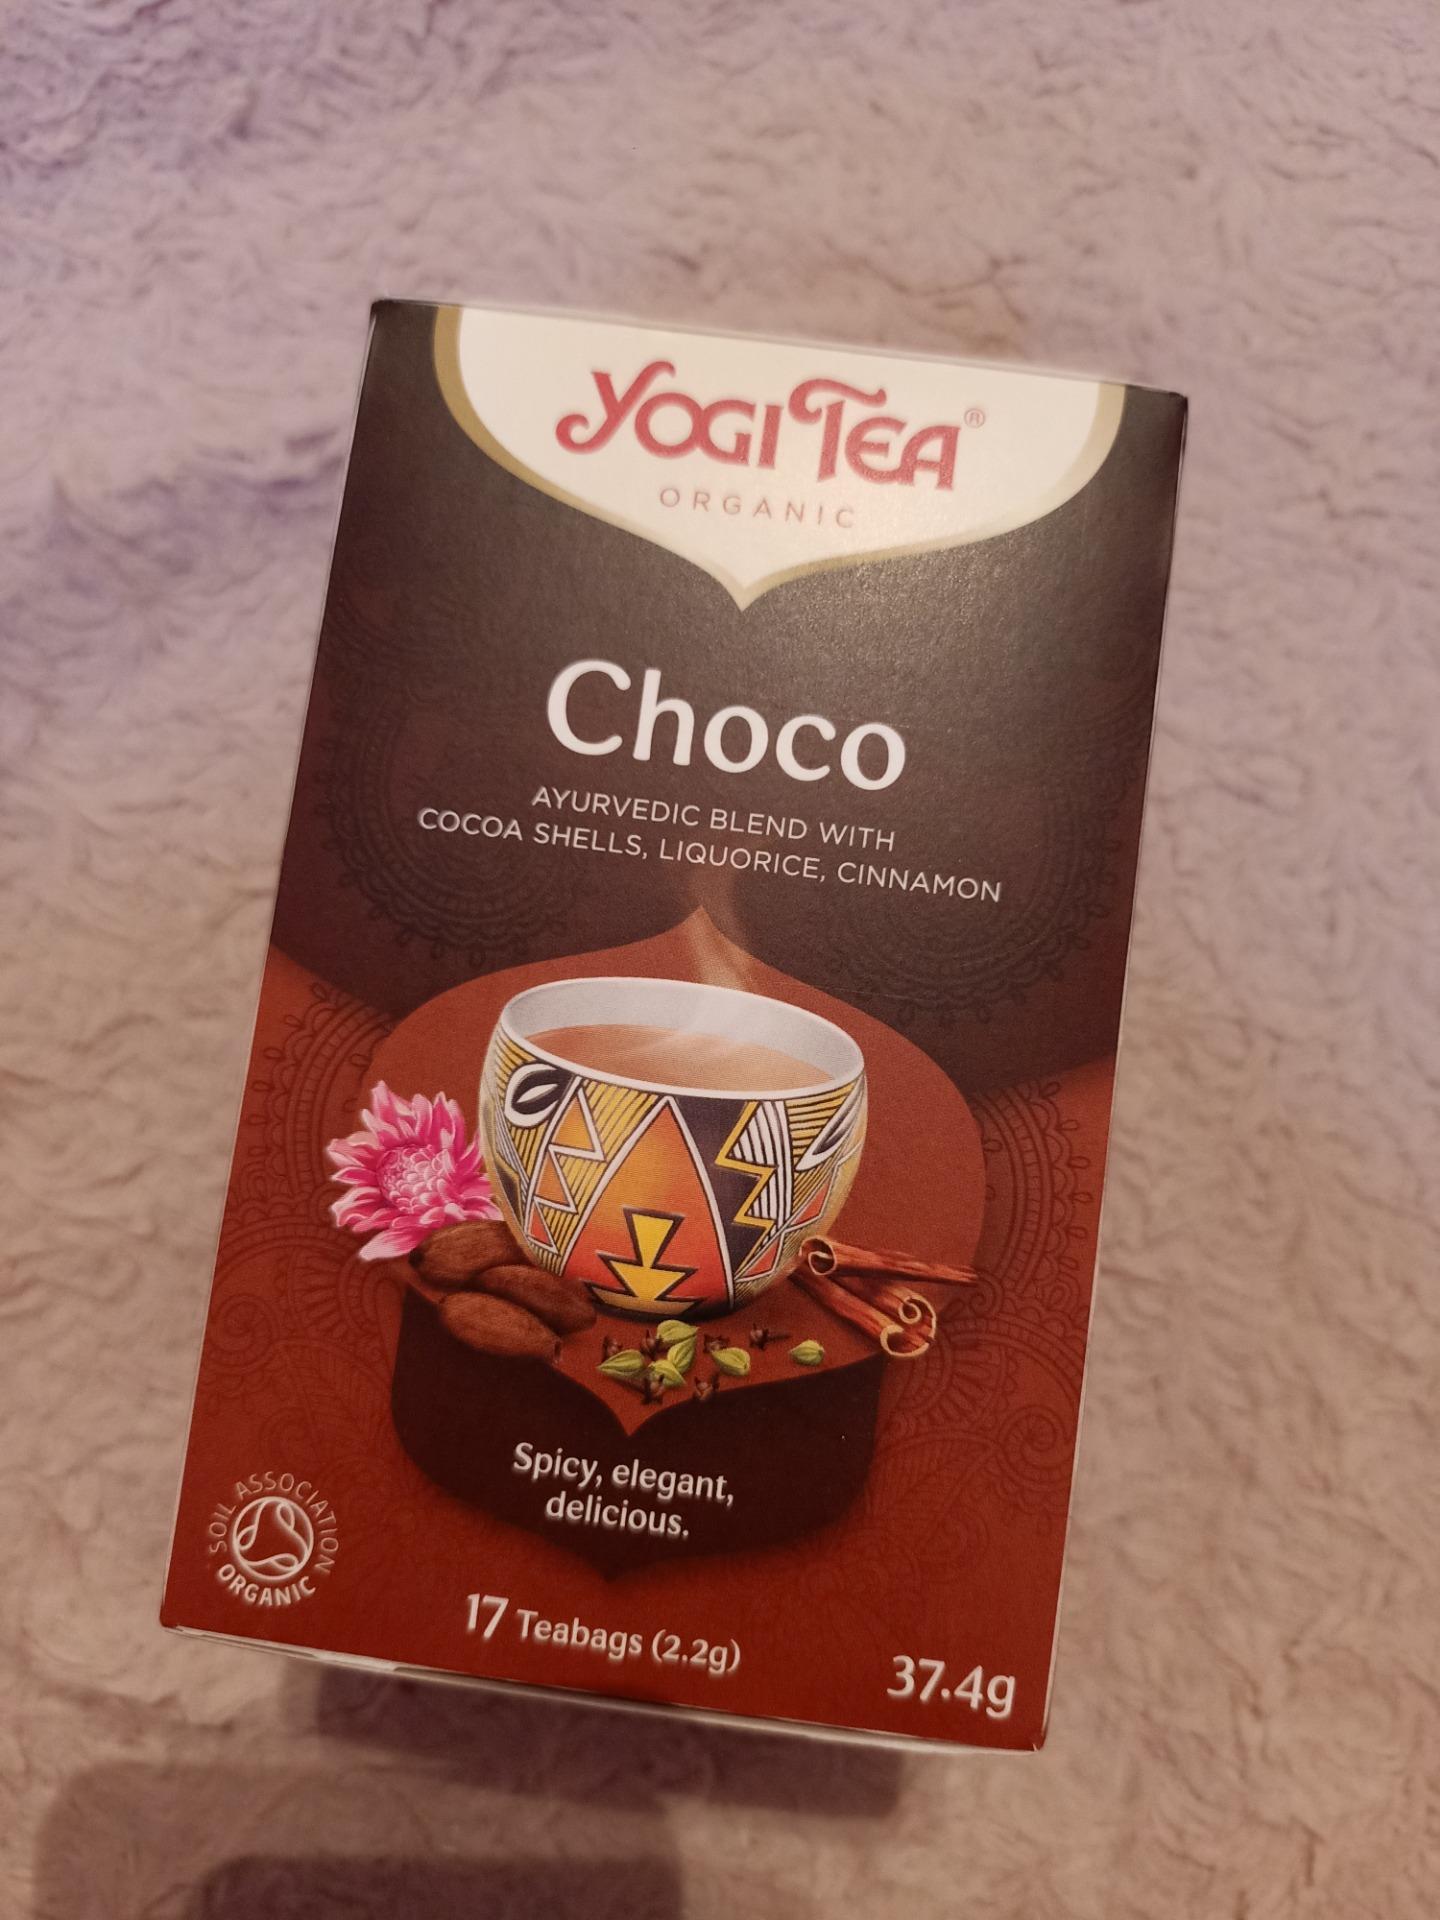 YOGI TEA®
ORGANIC
Choco
AYURVEDIC BLEND WITH
COCOA SHELLS, LIQUORICE, CINNAMON
Spicy, elegant,
delicious.
SOIL ASSOCIATION
ORGANIC
17 Teabags (2.2g)
37.4g